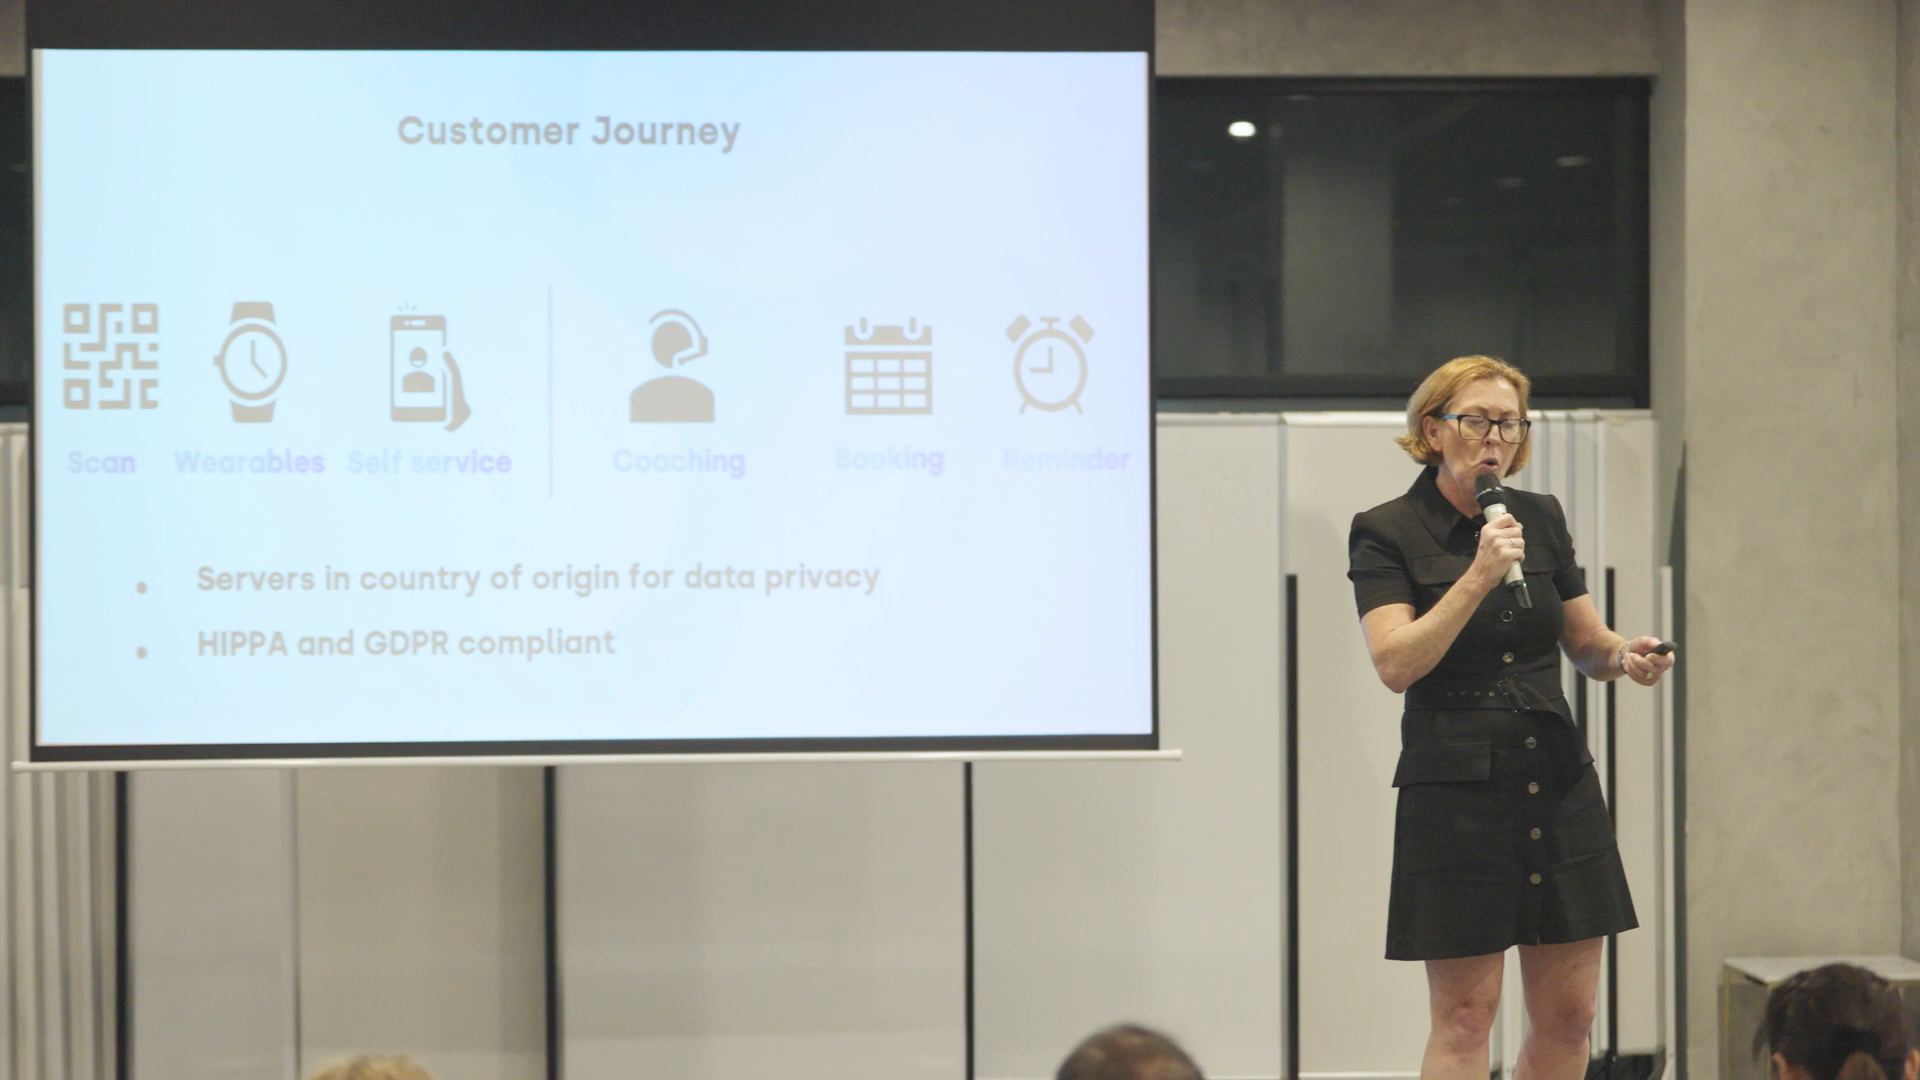 Customer Journey
Scan Wearables Self service Coaching Booking Reminder
Servers in country of origin for data privacy
HIPPA and GDPR compliant